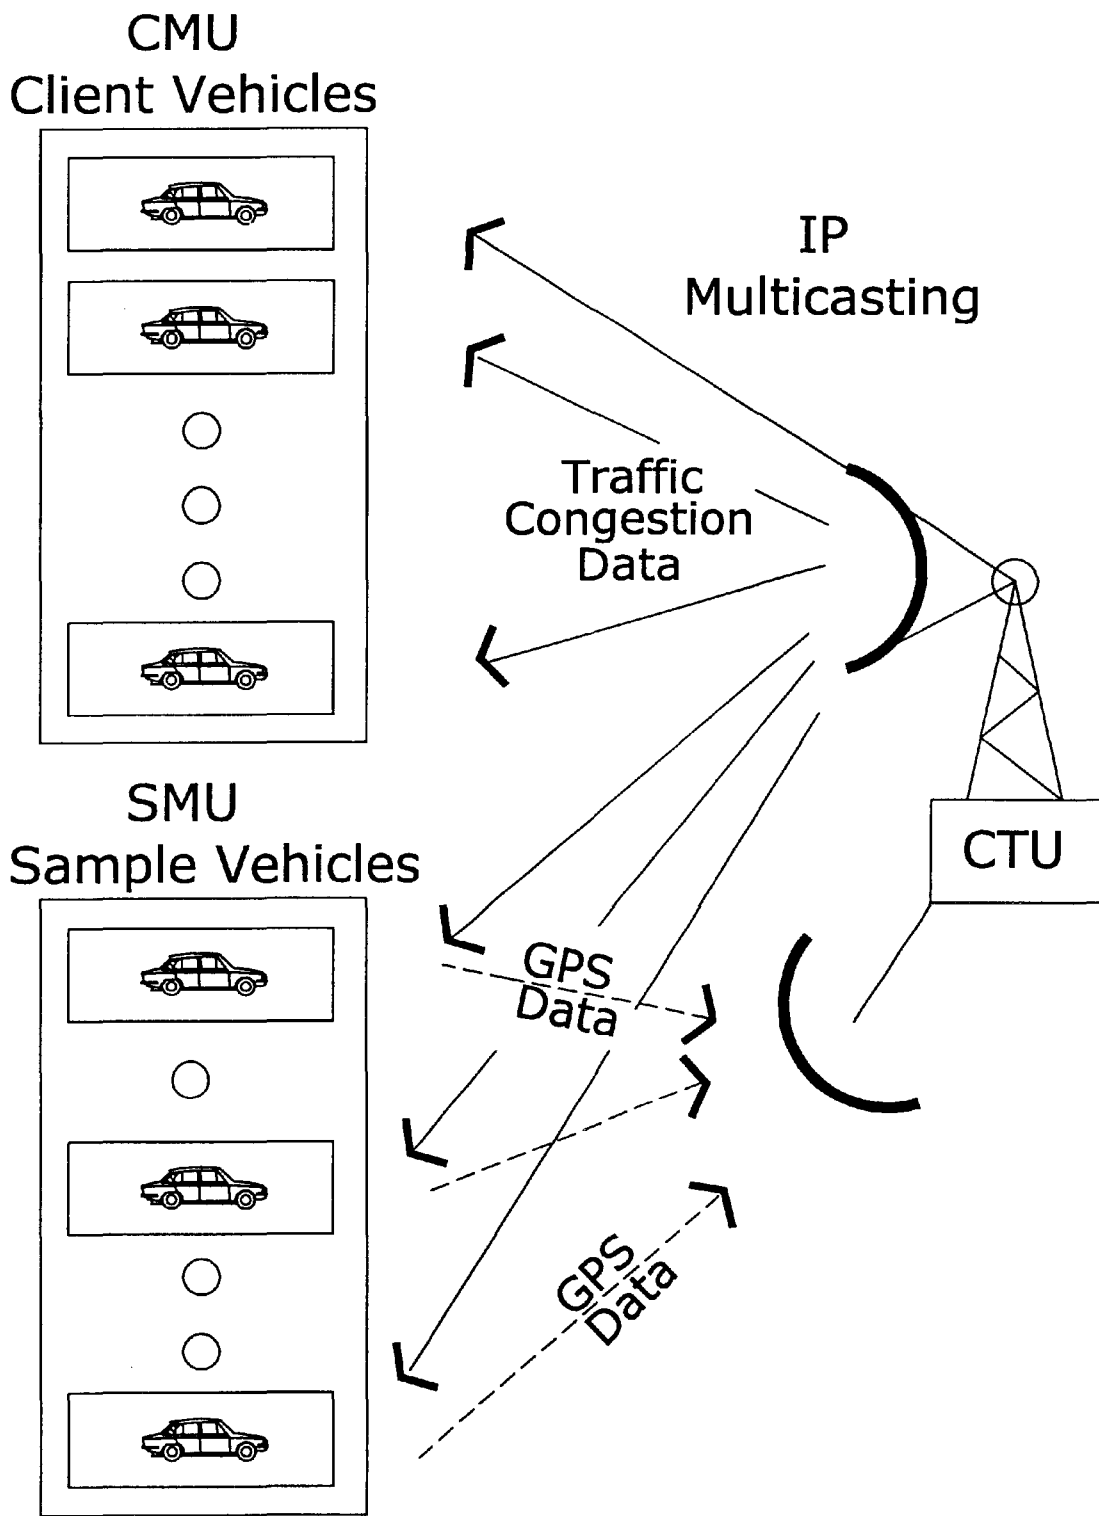 CMU
Client Vehicles
IP
Multicasting
Traffic
Congestion
Data
SMU
Sample Vehicles
CTU
GPS
Data
GPS
Data